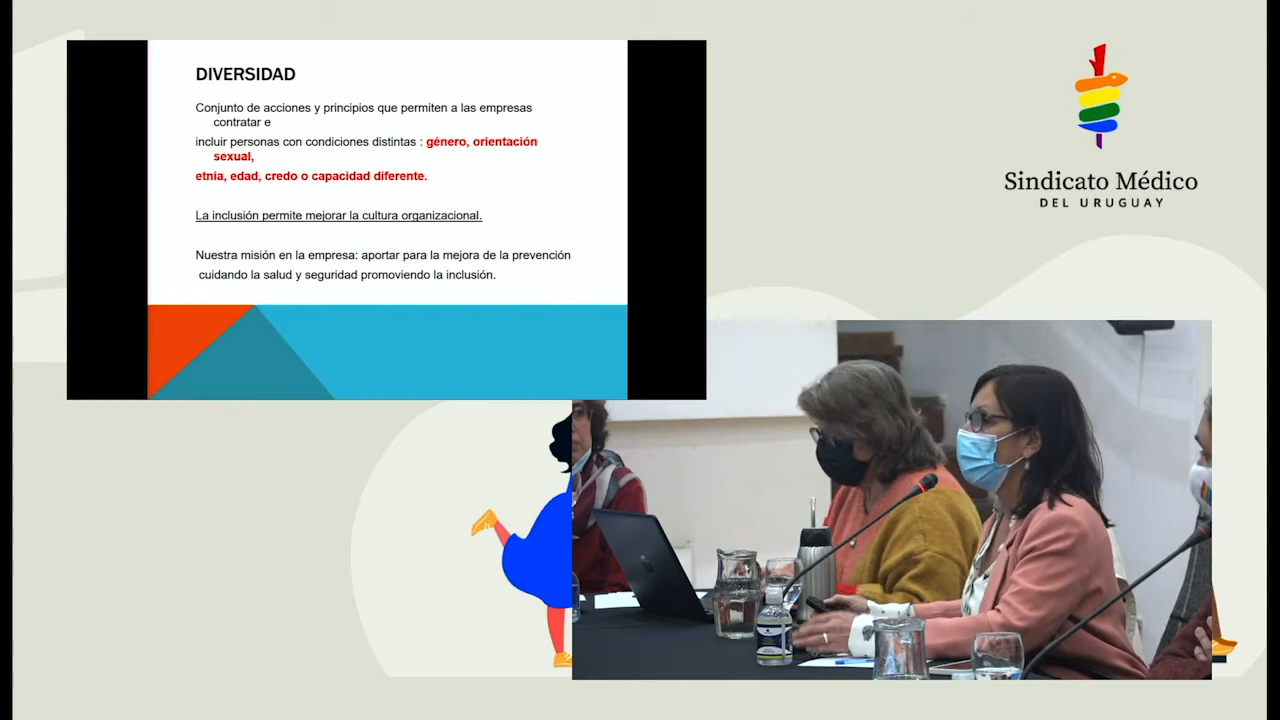 DIVERSIDAD
Conjunto de acciones y principios que permiten a las empresas
contratar e
incluir personas con condiciones distintas : género, orientación
sexual,
etnia, edad, credo o capacidad diferente.
La inclusión permite mejorar la cultura organizacional.
Nuestra misión en la empresa: aportar para la mejora de la prevención
cuidando la salud y seguridad promoviendo la inclusión.
Sindicato Médico
DEL URUGUAY